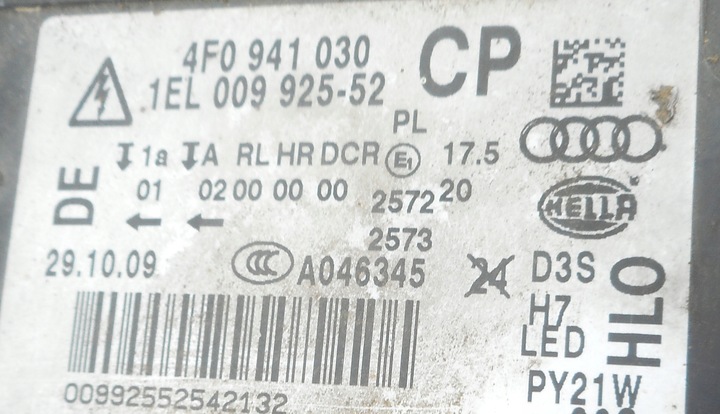 4F0 941 030 CP
1EL 009 925-52
PL
1a A RL HR DCR E1 17.5
01 02 00 00 00 2572 20
2573
DE
HELLA
29.10.09 CCC A046345 24 D3S
H7
LED
HLO
PY21W
00992552542132